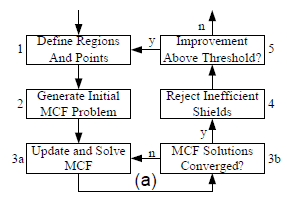 n
1
Define Regions
And Points
y
Improvement
Above Threshold?
5
2
Generate Initial
MCF Problem
Reject Inefficient
Shields
4
y
3a
Update and Solve
MCF
n
MCF Solutions
Converged?
3b
(a)